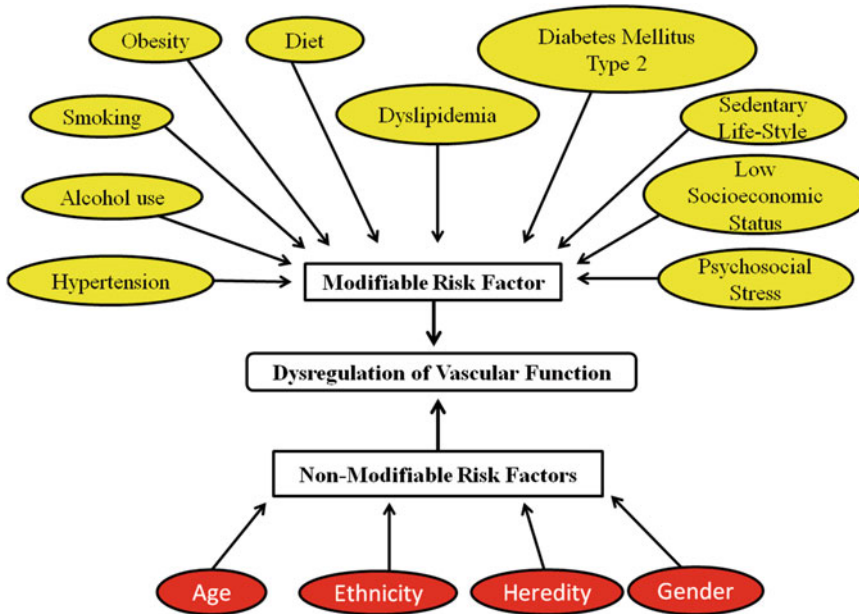 Obesity
Diet
Diabetes Mellitus
Type 2
Smoking
Dyslipidemia
Sedentary
Life-Style
Alcohol use
Low
Socioeconomic
Status
Hypertension
Modifiable Risk Factor
Psychosocial
Stress
Dysregulation of Vascular Function
Non-Modifiable Risk Factors
Age
Ethnicity
Heredity
Gender